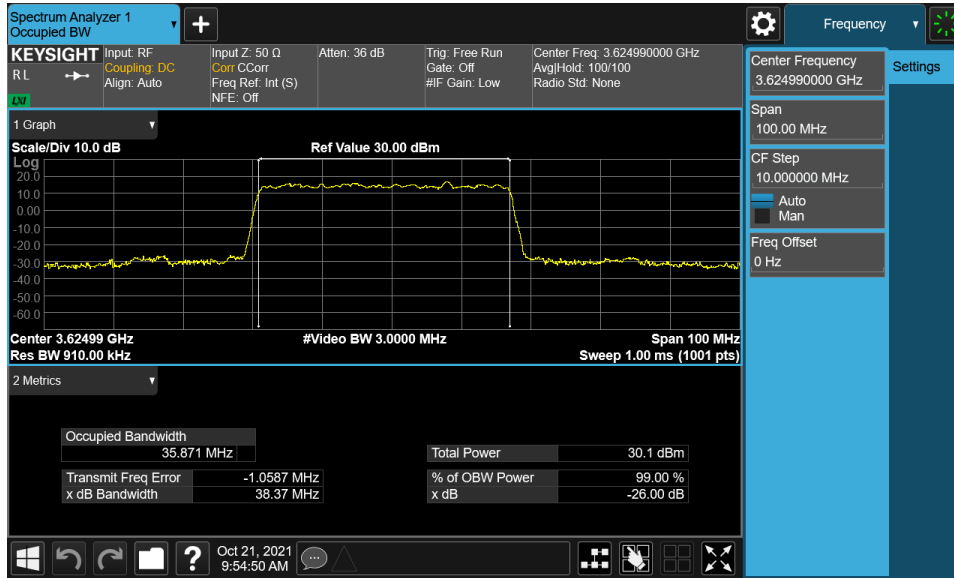 Spectrum Analyzer 1
Occupied BW
Frequency
KEYSIGHT
R L
LXI
Input: RF
Coupling: DC
Align: Auto
Input Z: 50 Ω
Corr CCorr
Freq Ref: Int (S)
NFE: Off
Atten: 36 dB
Trig: Free Run
Gate: Off
#IF Gain: Low
Center Freq: 3.624990000 GHz
Avg|Hold: 100/100
Radio Std: None
Center Frequency
3.624990000 GHz
Settings
Span
100.00 MHz
CF Step
10.000000 MHz
Auto
Man
Freq Offset
0 Hz
1 Graph
Scale/Div 10.0 dB
Ref Value 30.00 dBm
Log
20.0
10.0
0.00
-10.0
-20.0
-30.0
-40.0
-50.0
-60.0
Center 3.62499 GHz
#Video BW 3.0000 MHz
Span 100 MHz
Res BW 910.00 kHz
Sweep 1.00 ms (1001 pts)
2 Metrics
Occupied Bandwidth
35.871 MHz
Total Power 30.1 dBm
Transmit Freq Error -1.0587 MHz
% of OBW Power 99.00 %
x dB Bandwidth 38.37 MHz
x dB -26.00 dB
?
Oct 21, 2021
9:54:50 AM